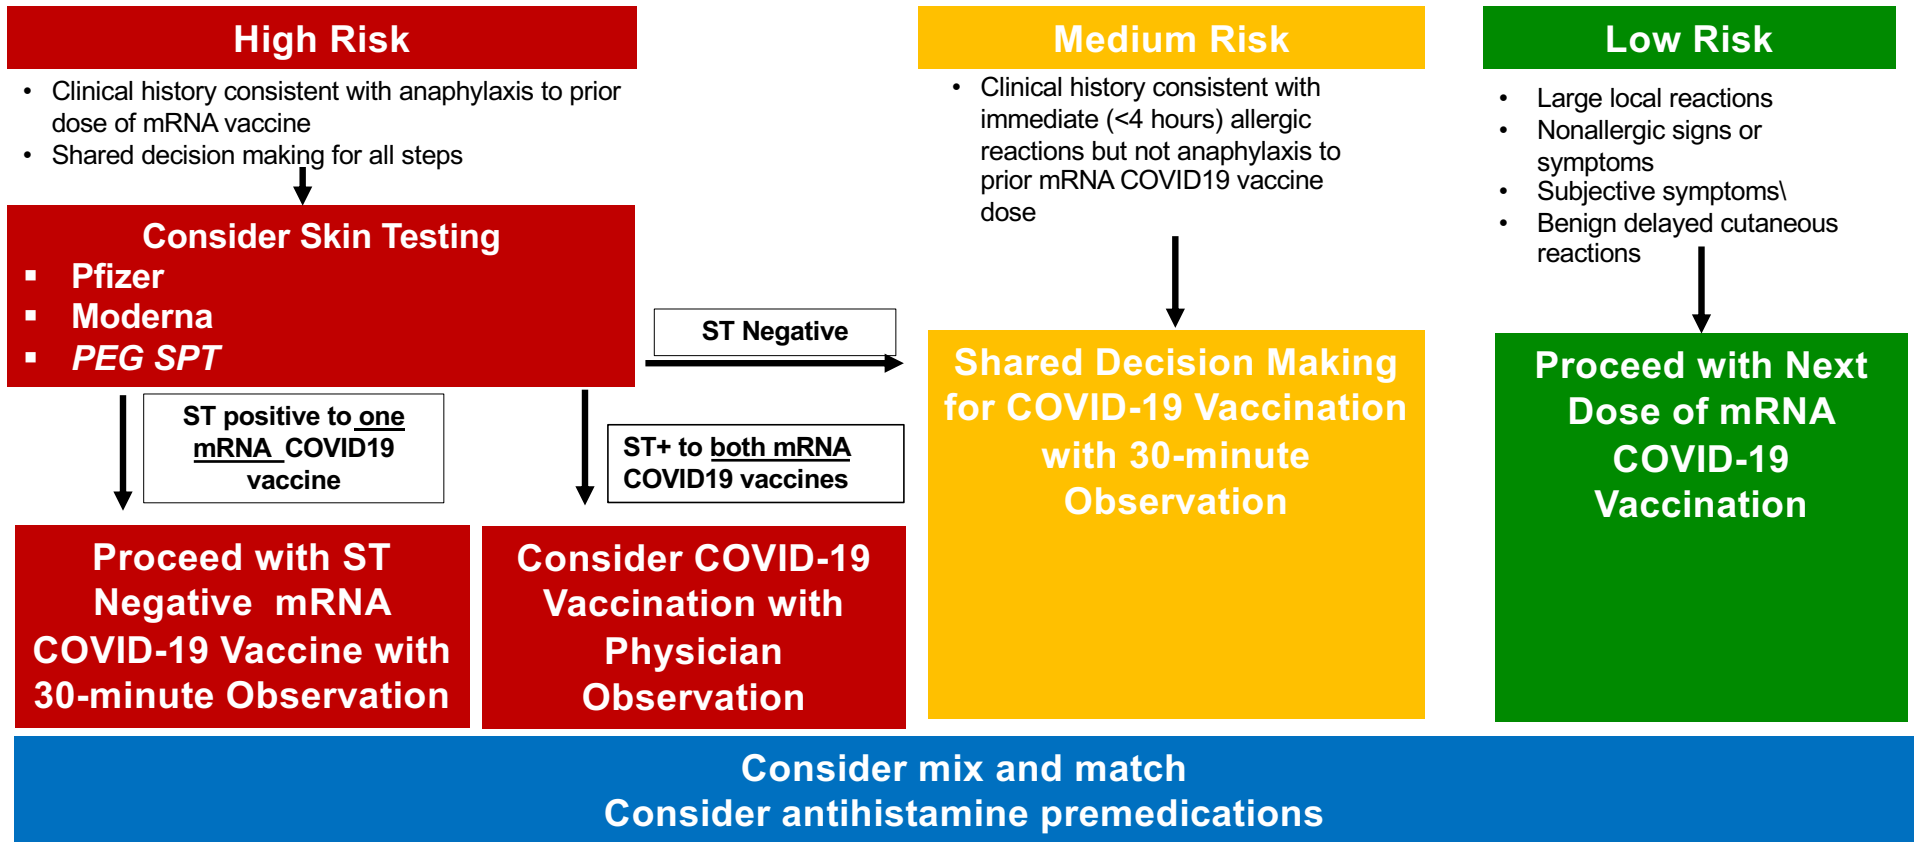 High Risk
• Clinical history consistent with anaphylaxis to prior
dose of mRNA vaccine
• Shared decision making for all steps
Consider Skin Testing
▪ Pfizer
▪ Moderna
▪ PEG SPT
ST positive to one
mRNA COVID19
vaccine
ST+ to both mRNA
COVID19 vaccines
ST Negative
Proceed with ST
Negative mRNA
COVID-19 Vaccine with
30-minute Observation
Consider COVID-19
Vaccination with
Physician
Observation
Medium Risk
• Clinical history consistent with
immediate (<4 hours) allergic
reactions but not anaphylaxis to
prior mRNA COVID19 vaccine
dose
Shared Decision Making
for COVID-19 Vaccination
with 30-minute
Observation
Low Risk
• Large local reactions
• Nonallergic signs or
symptoms
• Subjective symptoms\
• Benign delayed cutaneous
reactions
Proceed with Next
Dose of mRNA
COVID-19
Vaccination
Consider mix and match
Consider antihistamine premedications